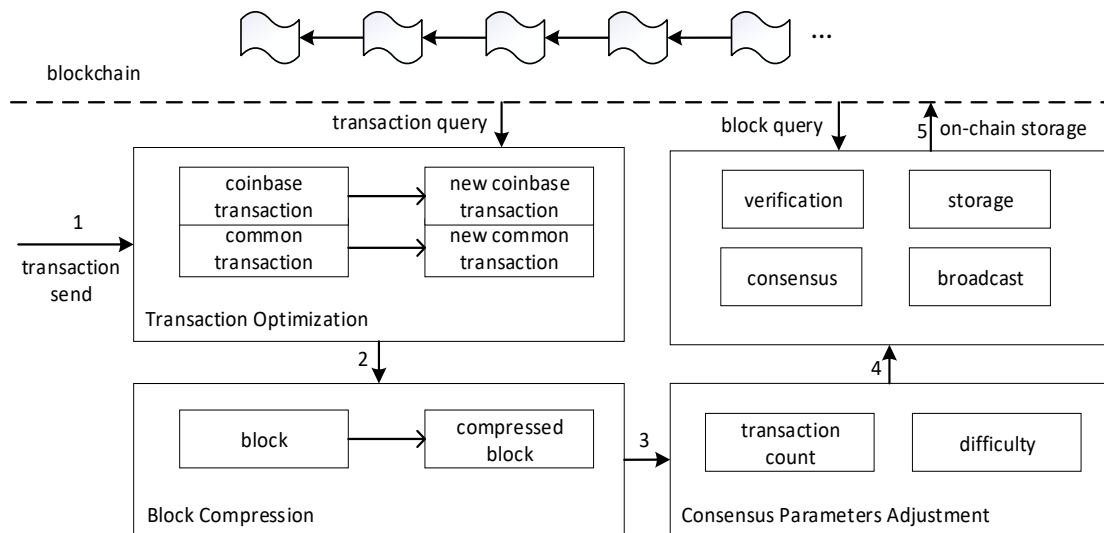 ...
blockchain
transaction query
block query
5
on-chain storage
1
transaction
send
coinbase
transaction
new coinbase
transaction
common
transaction
new common
transaction
Transaction Optimization
verification
storage
consensus
broadcast
2
4
block
compressed
block
Block Compression
3
transaction
count
difficulty
Consensus Parameters Adjustment